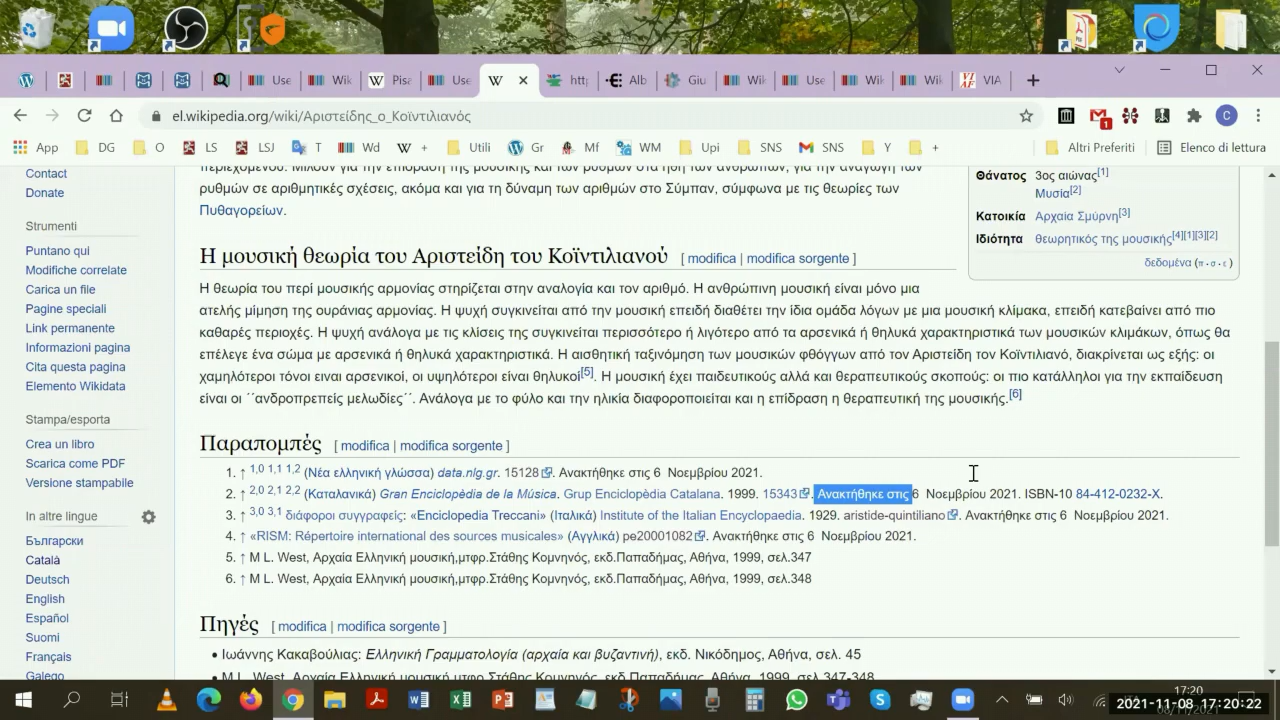 Use
Wik
Pisa
Use
http
Alb
Giu
Wik
Use
Wik
Wik
VIA
el.wikipedia.org/wiki/Αριστείδης_ο_Κοϊντιλιανός
App DG O LS LSJ T Wd + Utili Gr Mf WM Upi SNS SNS Y + Altri Preferiti Elenco di lettura
Contact
Donate
Strumenti
Puntano qui
Modifiche correlate
Carica un file
Pagine speciali
Link permanente
Informazioni pagina
Cita questa pagina
Elemento Wikidata
Stampa/esporta
Crea un libro
Scarica come PDF
Versione stampabile
In altre lingue
Български
Català
Deutsch
English
Español
Suomi
Français
Galego
περιεχομένου. Μιλούν για την επίδραση της μουσικής και των ρυθμών στα ήθη των ανθρώπων, για την αναγωγή των
ρυθμών σε αριθμητικές σχέσεις, ακόμα και για τη δύναμη των αριθμών στο Σύμπαν, σύμφωνα με τις θεωρίες των
Πυθαγορείων.
Η μουσική θεωρία του Αριστείδη του Κοϊντιλιανού [ modifica | modifica sorgente ]
Η θεωρία του περί μουσικής αρμονίας στηρίζεται στην αναλογία και τον αριθμό. Η ανθρώπινη μουσική είναι μόνο μια
ατελής μίμηση της ουράνιας αρμονίας. Η ψυχή συγκινείται από την μουσική επειδή διαθέτει την ίδια ομάδα λόγων με μια μουσική κλίμακα, επειδή κατεβαίνει από πιο
καθαρές περιοχές. Η ψυχή ανάλογα με τις κλίσεις της συγκινείται περισσότερο ή λιγότερο από τα αρσενικά ή θηλυκά χαρακτηριστικά των μουσικών κλιμάκων, όπως θα
επέλεγε ένα σώμα με αρσενικά ή θηλυκά χαρακτηριστικά. Η αισθητική ταξινόμηση των μουσικών φθόγγων από τον Αριστείδη τον Κοϊντιλιανό, διακρίνεται ως εξής: οι
χαμηλότεροι τόνοι ειναι αρσενικοί, οι υψηλότεροι είναι θηλυκοί[5]. Η μουσική έχει παιδευτικούς αλλά και θεραπευτικούς σκοπούς: οι πιο κατάλληλοι για την εκπαίδευση
είναι οι ΄΄ανδροπρεπείς μελωδίες΄΄. Ανάλογα με το φύλο και την ηλικία διαφοροποιείται και η επίδραση η θεραπευτική της μουσικής.[6]
Θάνατος 3ος αιώνας[1]
Μυσία[2]
Κατοικία Αρχαία Σμύρνη[3]
Ιδιότητα θεωρητικός της μουσικής[4][1][3][2]
δεδομένα (π • σ • ε)
Παραπομπές [ modifica | modifica sorgente ]
1. ↑ 1,0 1,1 1,2 (Νέα ελληνική γλώσσα) data.nlg.gr. 15128. Ανακτήθηκε στις 6 Νοεμβρίου 2021.
2. ↑ 2,0 2,1 2,2 (Καταλανικά) Gran Enciclopèdia de la Música. Grup Enciclopèdia Catalana. 1999. 15343. Ανακτήθηκε στις 6 Νοεμβρίου 2021. ISBN-10 84-412-0232-X.
3. ↑ 3,0 3,1 διάφοροι συγγραφείς: «Enciclopedia Treccani» (Ιταλικά) Institute of the Italian Encyclopaedia. 1929. aristide-quintiliano. Ανακτήθηκε στις 6 Νοεμβρίου 2021.
4. ↑ «RISM: Répertoire international des sources musicales» (Αγγλικά) pe20001082. Ανακτήθηκε στις 6 Νοεμβρίου 2021.
5. ↑ M L. West, Αρχαία Ελληνική μουσική,μτφρ.Στάθης Κομνηνός, εκδ.Παπαδήμας, Αθήνα, 1999, σελ.347
6. ↑ M L. West, Αρχαία Ελληνική μουσική,μτφρ.Στάθης Κομνηνός, εκδ.Παπαδήμας, Αθήνα, 1999, σελ.348
Πηγές [ modifica | modifica sorgente ]
• Ιωάννης Κακαβούλιας: Ελληνική Γραμματολογία (αρχαία και βυζαντινή), εκδ. Νικόδημος, Αθήνα, σελ. 45
17:20
2021-11-08 17:20:22